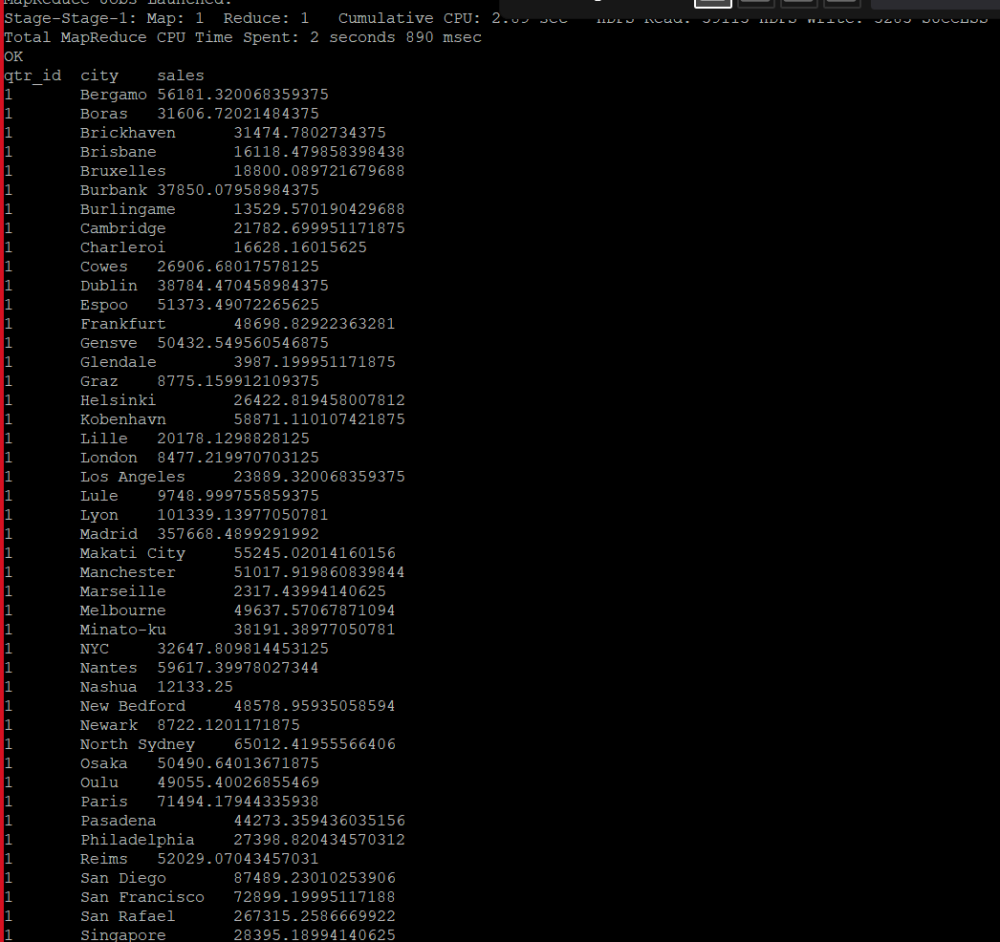 MapReduce Jobs Launched:
Stage-Stage-1: Map: 1  Reduce: 1   Cumulative CPU: 2.89 sec   HDFS Read: HDFS Write: SUCCESS
Total MapReduce CPU Time Spent: 2 seconds 890 msec
OK
qtr_id  city    sales
1       Bergamo 56181.320068359375
1       Boras   31606.72021484375
1       Brickhaven      31474.7802734375
1       Brisbane        16118.479858398438
1       Bruxelles       18800.089721679688
1       Burbank 37850.07958984375
1       Burlingame      13529.570190429688
1       Cambridge       21782.699951171875
1       Charleroi       16628.16015625
1       Cowes   26906.68017578125
1       Dublin  38784.470458984375
1       Espoo   51373.49072265625
1       Frankfurt       48698.82922363281
1       Gensve  50432.549560546875
1       Glendale        3987.199951171875
1       Graz    8775.159912109375
1       Helsinki        26422.819458007812
1       Kobenhavn       58871.110107421875
1       Lille   20178.1298828125
1       London  8477.219970703125
1       Los Angeles     23889.320068359375
1       Lule    9748.999755859375
1       Lyon    101339.13977050781
1       Madrid  357668.4899291992
1       Makati City     55245.02014160156
1       Manchester      51017.919860839844
1       Marseille       2317.43994140625
1       Melbourne       49637.57067871094
1       Minato-ku       38191.38977050781
1       NYC     32647.809814453125
1       Nantes  59617.39978027344
1       Nashua  12133.25
1       New Bedford     48578.95935058594
1       Newark  8722.1201171875
1       North Sydney    65012.41955566406
1       Osaka   50490.64013671875
1       Oulu    49055.40026855469
1       Paris   71494.17944335938
1       Pasadena        44273.359436035156
1       Philadelphia    27398.820434570312
1       Reims   52029.07043457031
1       San Diego       87489.23010253906
1       San Francisco   72899.19995117188
1       San Rafael      267315.2586669922
1       Singapore       28395.18994140625